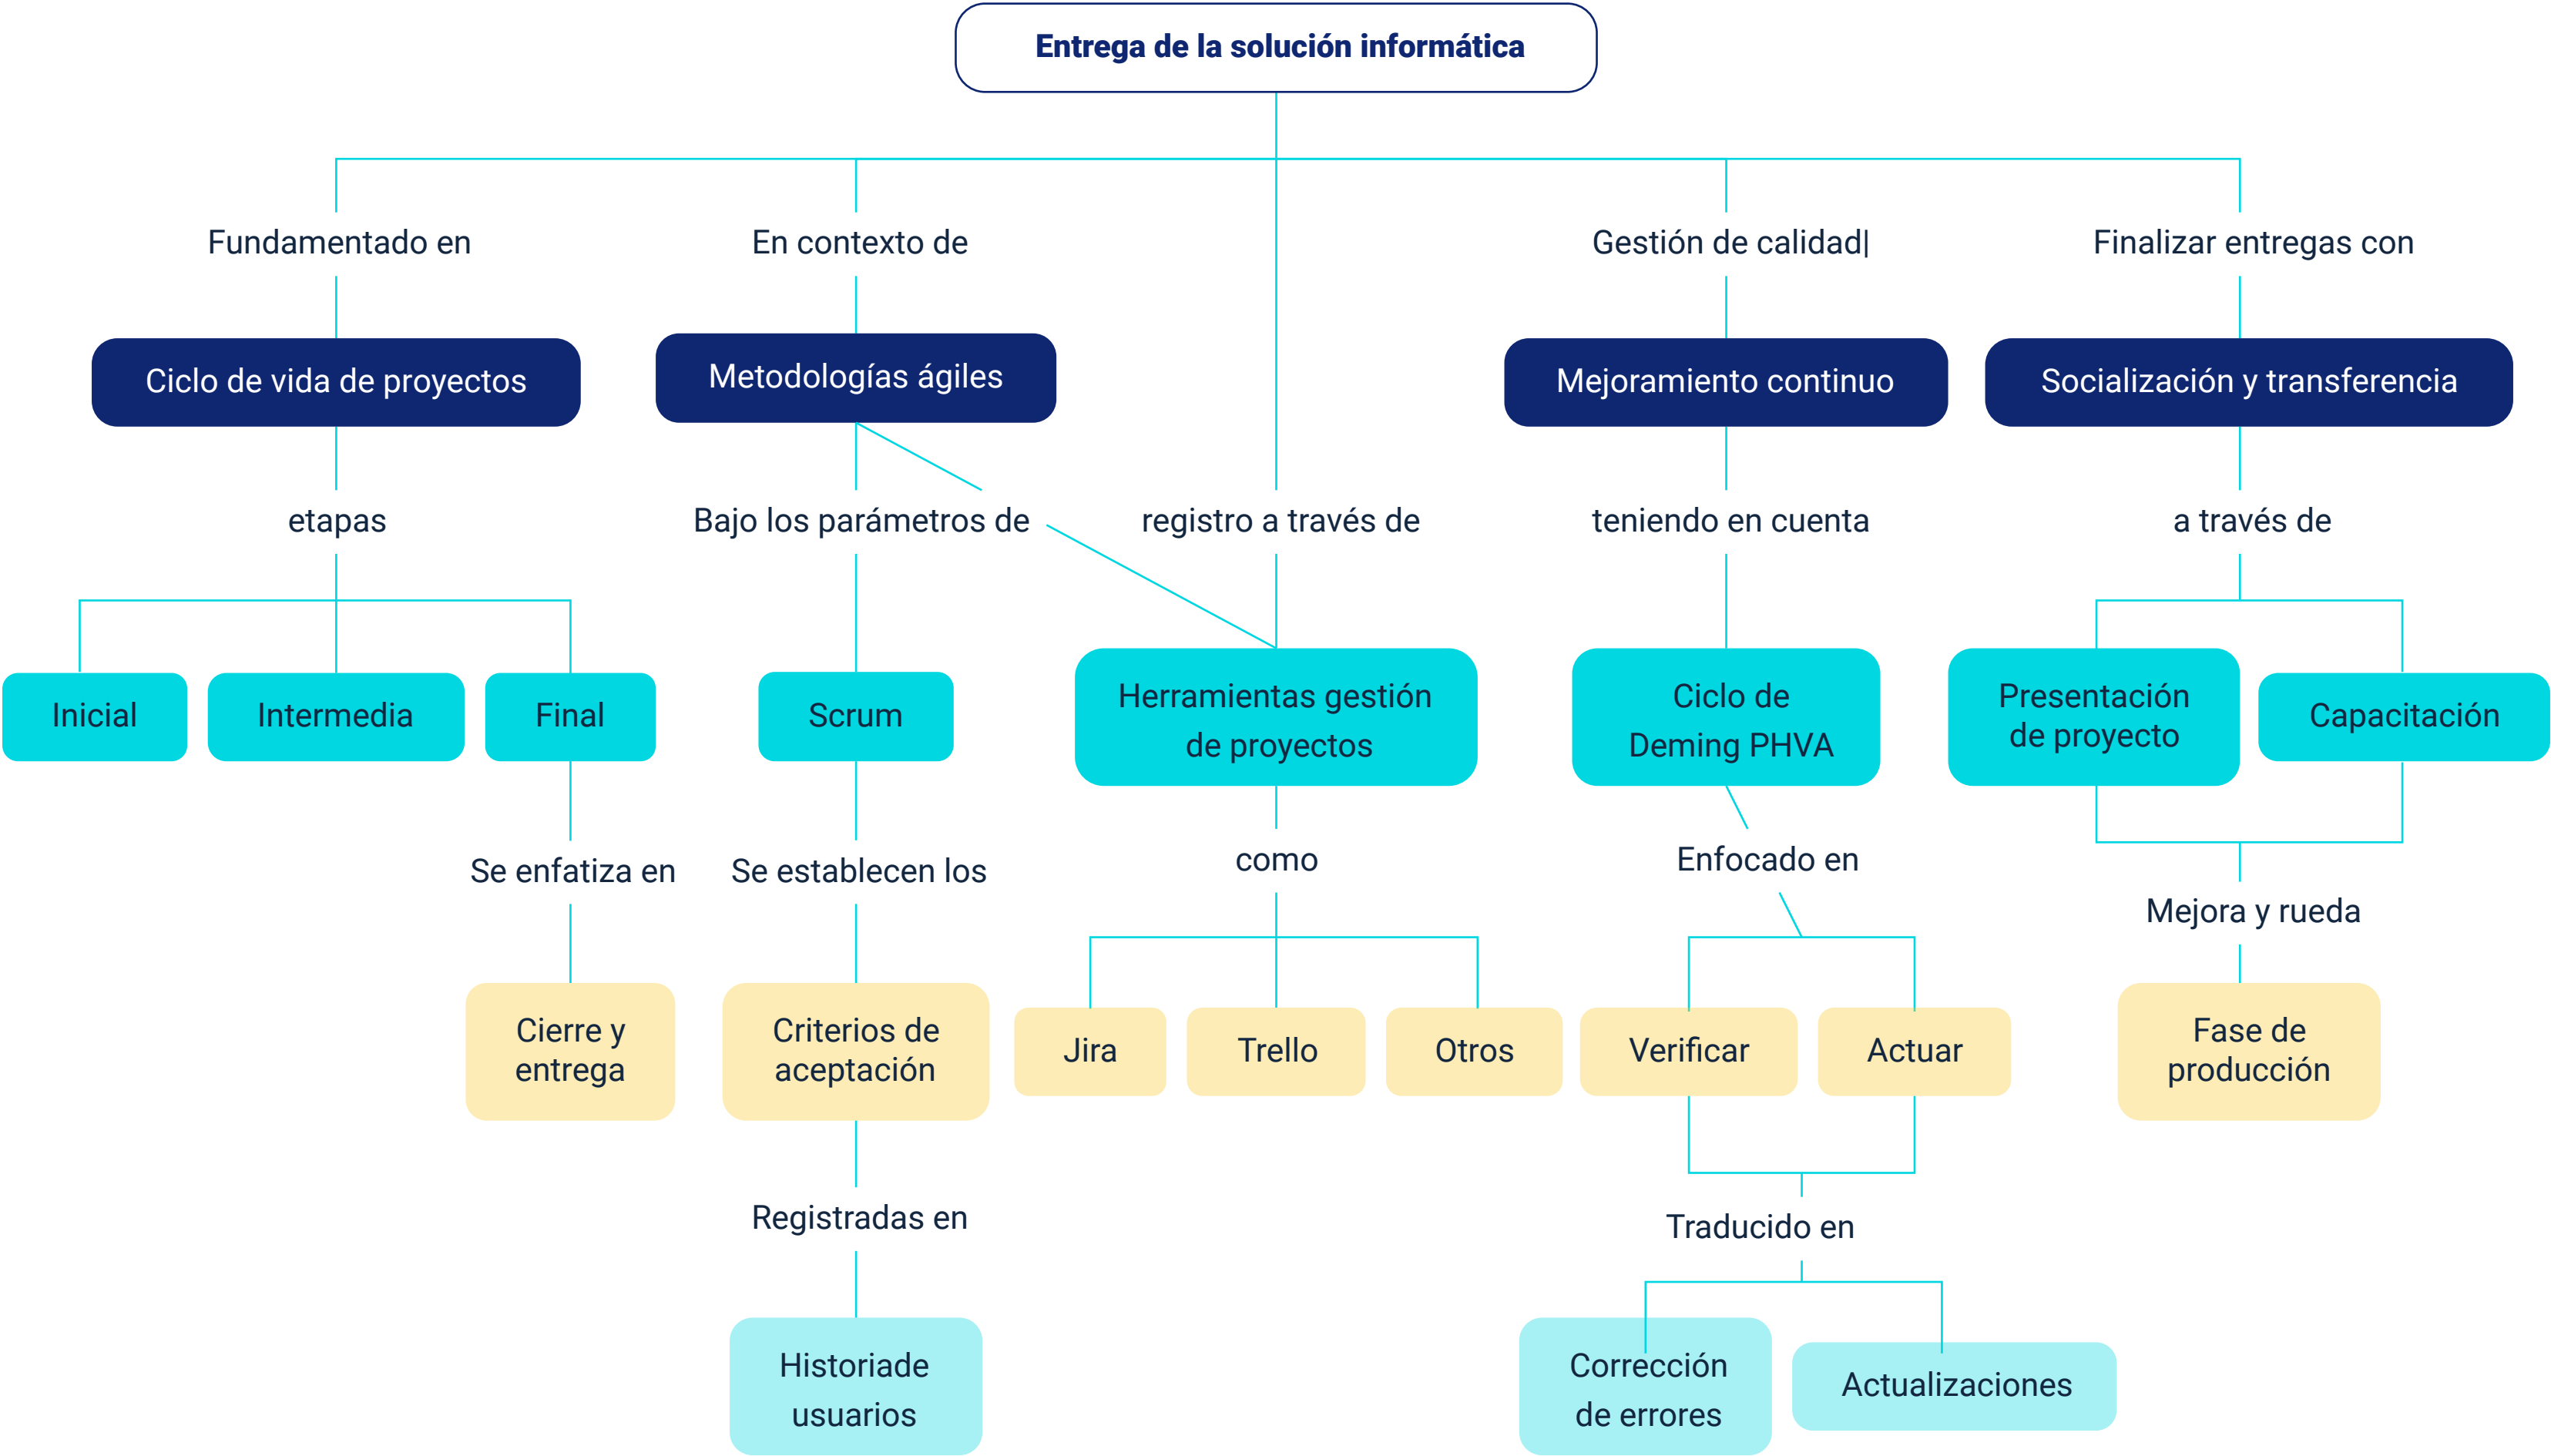 Entrega de la solución informática
Fundamentado en
En contexto de
Gestión de calidad|
Finalizar entregas con
Ciclo de vida de proyectos
Metodologías ágiles
Mejoramiento continuo
Socialización y transferencia
etapas
Bajo los parámetros de
registro a través de
teniendo en cuenta
a través de
Inicial
Intermedia
Final
Scrum
Herramientas gestión
de proyectos
Ciclo de
Deming PHVA
Presentación
de proyecto
Capacitación
Se enfatiza en
Se establecen los
como
Enfocado en
Mejora y rueda
Cierre y
entrega
Criterios de
aceptación
Jira
Trello
Otros
Verificar
Actuar
Fase de
producción
Registradas en
Traducido en
Historiade
usuarios
Corrección
de errores
Actualizaciones